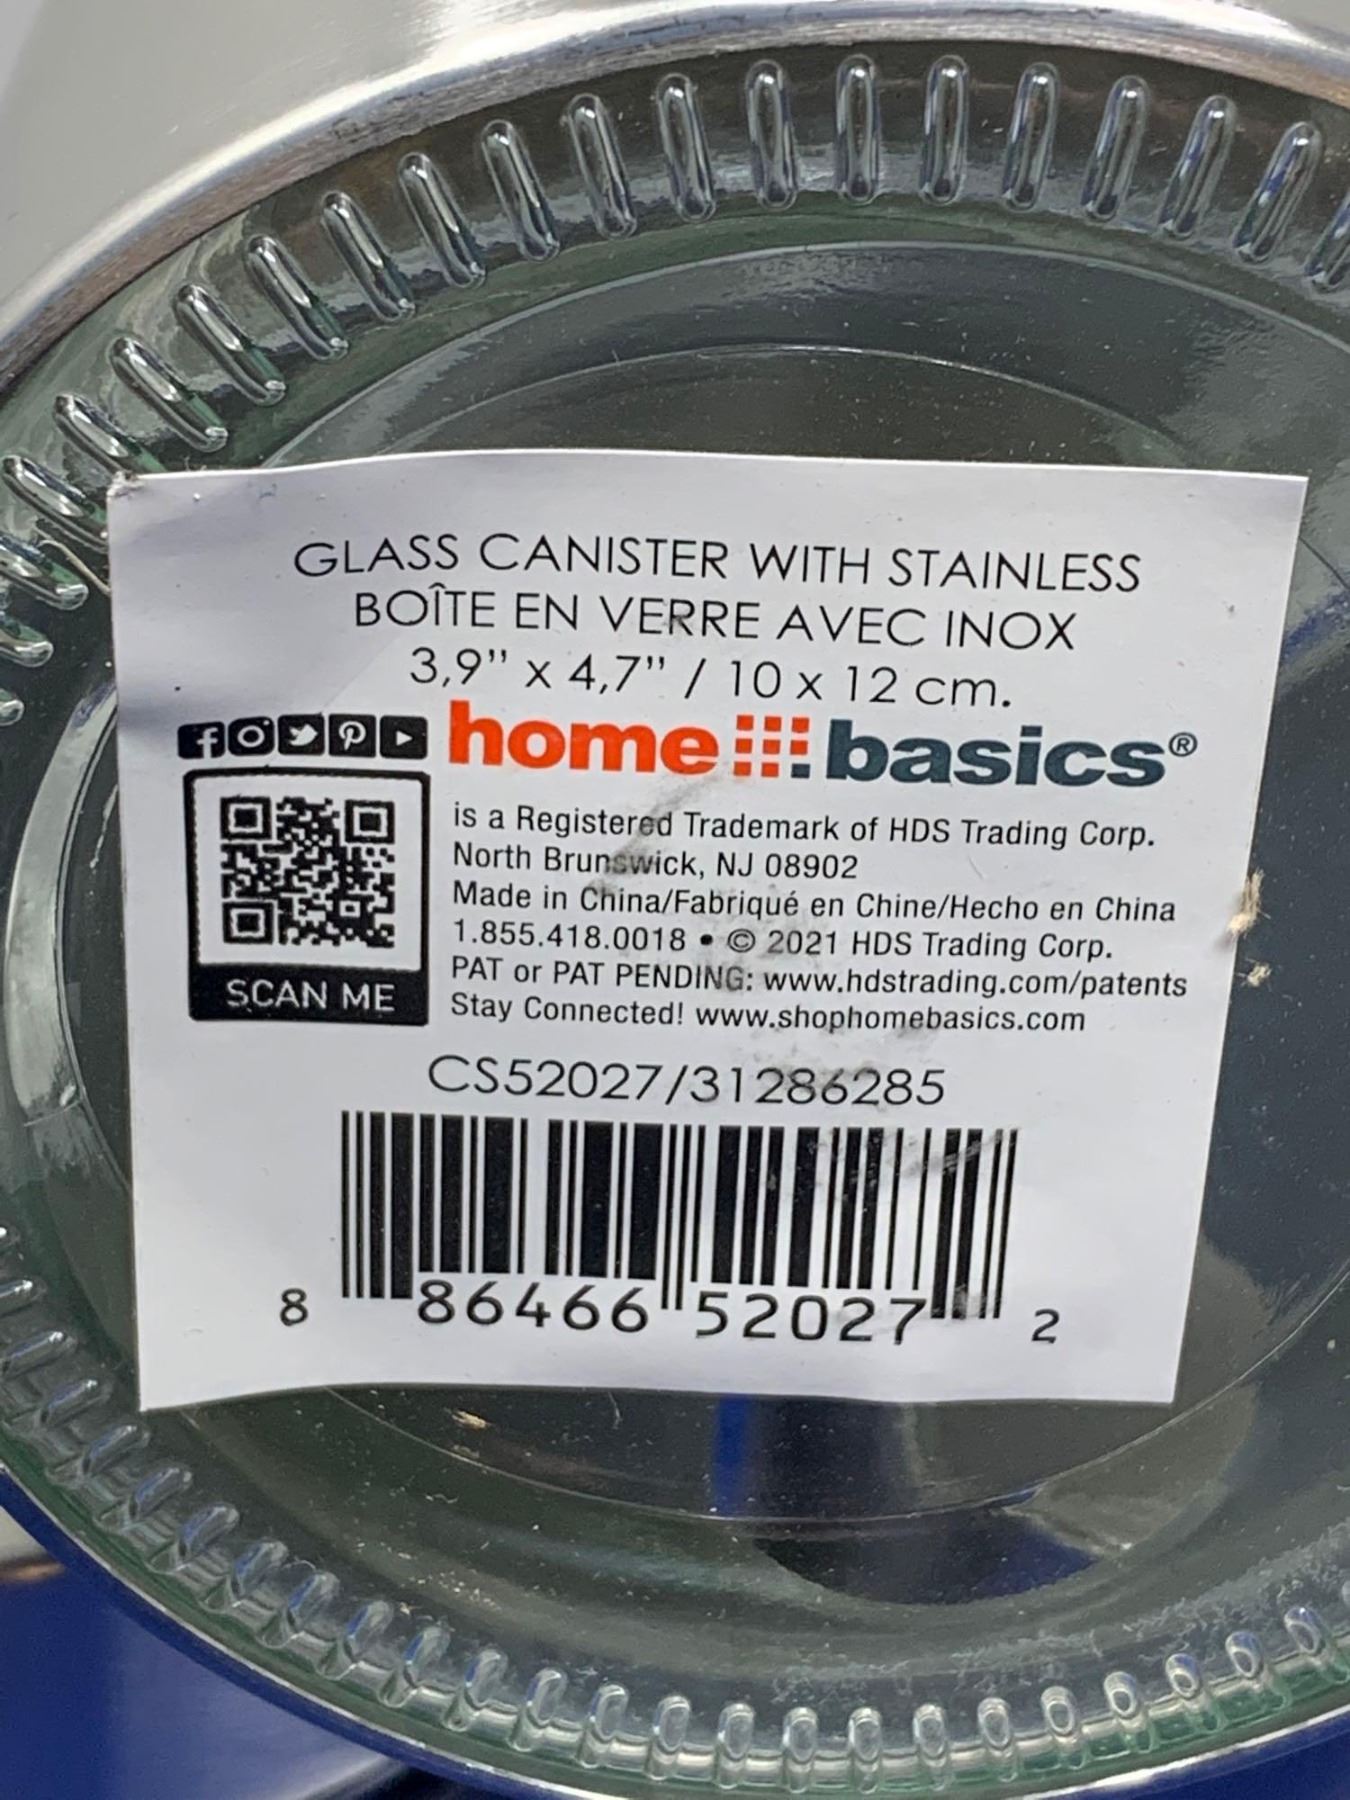 GLASS CANISTER WITH STAINLESS
BOÎTE EN VERRE AVEC INOX
3,9" x 4,7" / 10 x 12 cm.
home basics®
is a Registered Trademark of HDS Trading Corp.
North Brunswick, NJ 08902
Made in China/Fabriqué en Chine/Hecho en China
1.855.418.0018 • © 2021 HDS Trading Corp.
PAT or PAT PENDING: www.hdstrading.com/patents
Stay Connected! www.shophomebasics.com
SCAN ME
CS52027/31286285
8 86466 52027 2